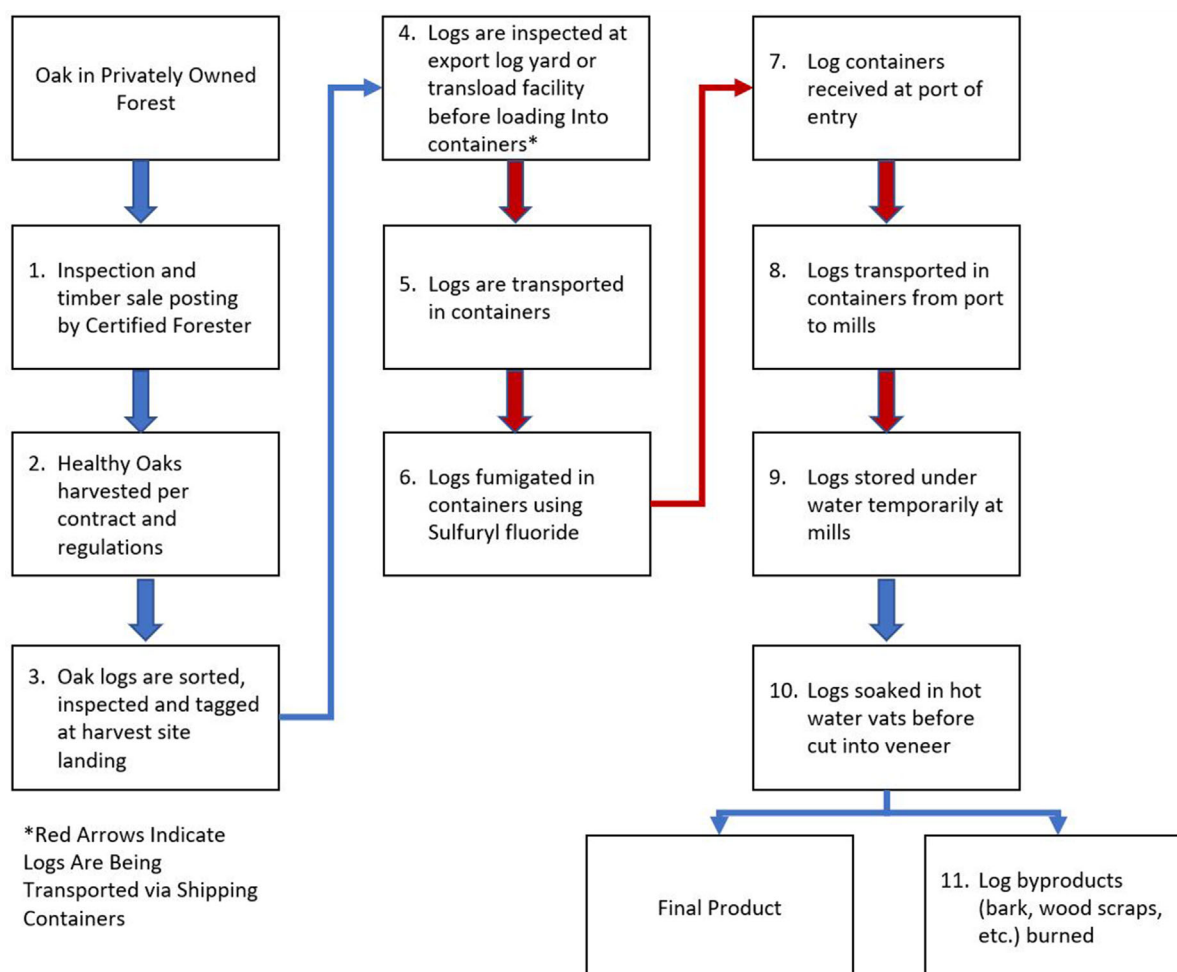 Oak in Privately Owned
Forest
1. Inspection and
timber sale posting
by Certified Forester
2. Healthy Oaks
harvested per
contract and
regulations
3. Oak logs are sorted,
inspected and tagged
at harvest site
landing
*Red Arrows Indicate
Logs Are Being
Transported via Shipping
Containers
4. Logs are inspected at
export log yard or
transload facility
before loading Into
containers*
5. Logs are transported
in containers
6. Logs fumigated in
containers using
Sulfuryl fluoride
7. Log containers
received at port of
entry
8. Logs transported in
containers from port
to mills
9. Logs stored under
water temporarily at
mills
10. Logs soaked in hot
water vats before
cut into veneer
Final Product
11. Log byproducts
(bark, wood scraps,
etc.) burned